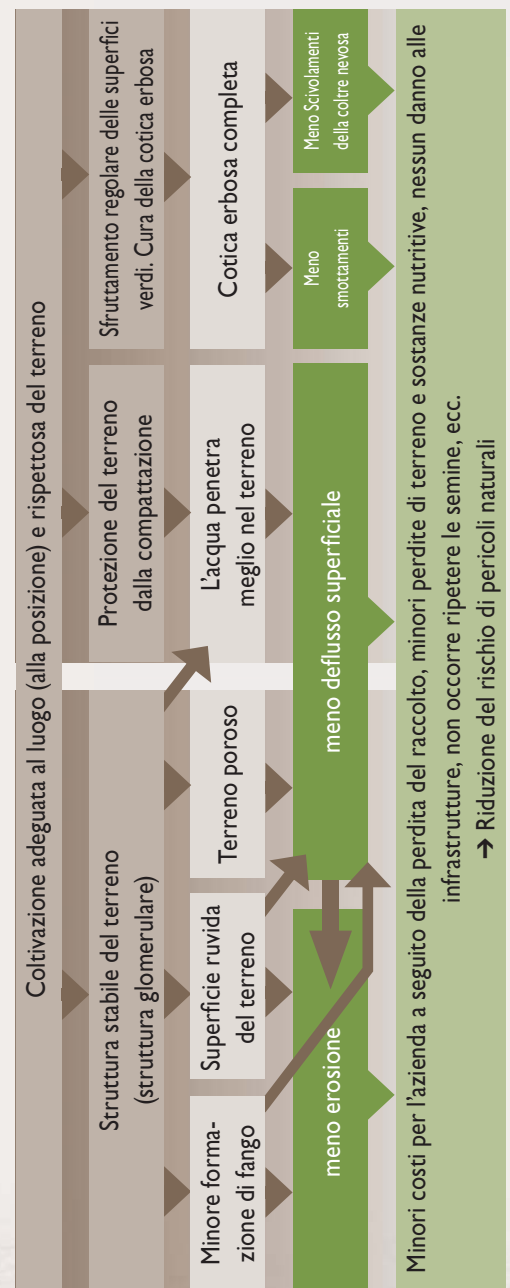 Coltivazione adeguata al luogo (alla posizione) e rispettosa del terreno
Struttura stabile del terreno
(struttura glomerulare)
Protezione del terreno
dalla compattazione
Sfruttamento regolare delle superfici
verdi. Cura della cotica erbosa
Minore forma-
zione di fango
Superficie ruvida
del terreno
Terreno poroso
L'acqua penetra
meglio nel terreno
Cotica erbosa completa
meno erosione
meno deflusso superficiale
Meno
smottamenti
Meno Scivolamenti
della coltre nevosa
Minori costi per l'azienda a seguito della perdita del raccolto, minori perdite di terreno e sostanze nutritive, nessun danno alle
infrastrutture, non occorre ripetere le semine, ecc.
→ Riduzione del rischio di pericoli naturali